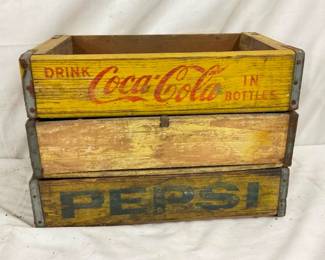 DRINK Coca-Cola IN
BOTTLES
PEPSI